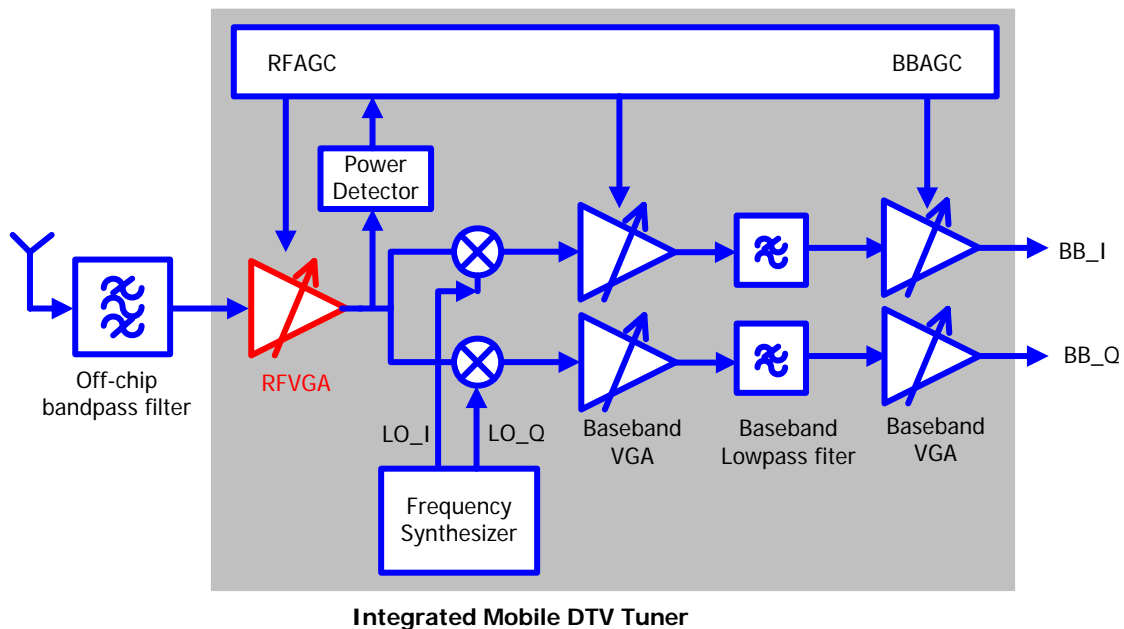 RFAGC
BBAGC
Power
Detector
BB_I
Off-chip
bandpass filter
RFVGA
BB_Q
LO_I
LO_Q
Baseband
VGA
Baseband
Lowpass fiter
Baseband
VGA
Frequency
Synthesizer
Integrated Mobile DTV Tuner